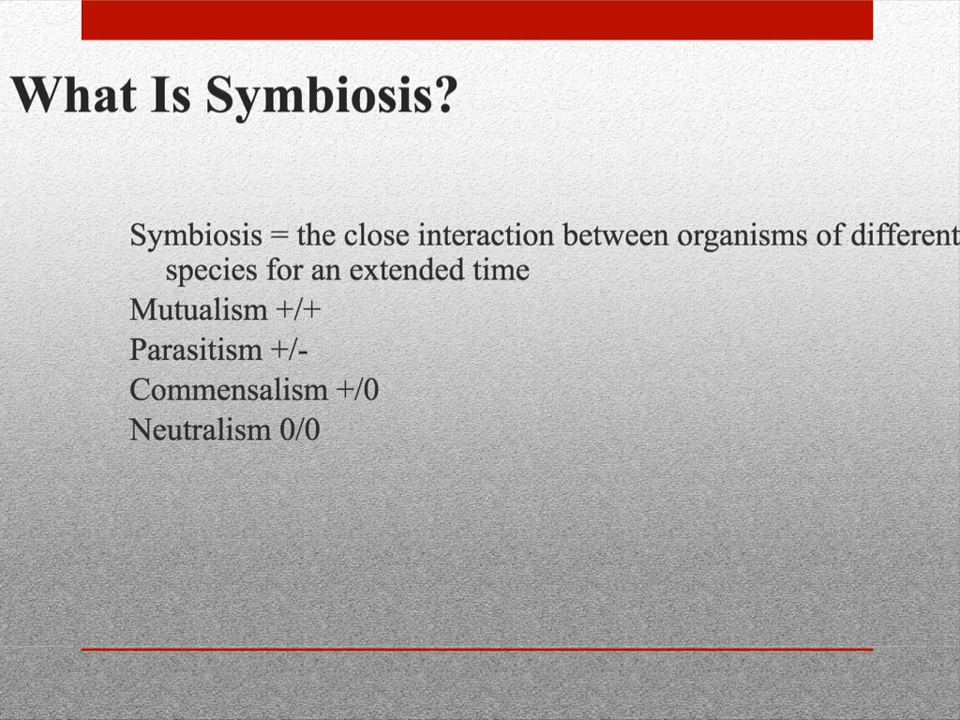 What Is Symbiosis?
Symbiosis = the close interaction between organisms of different
species for an extended time
Mutualism +/+
Parasitism +/-
Commensalism +/0
Neutralism 0/0